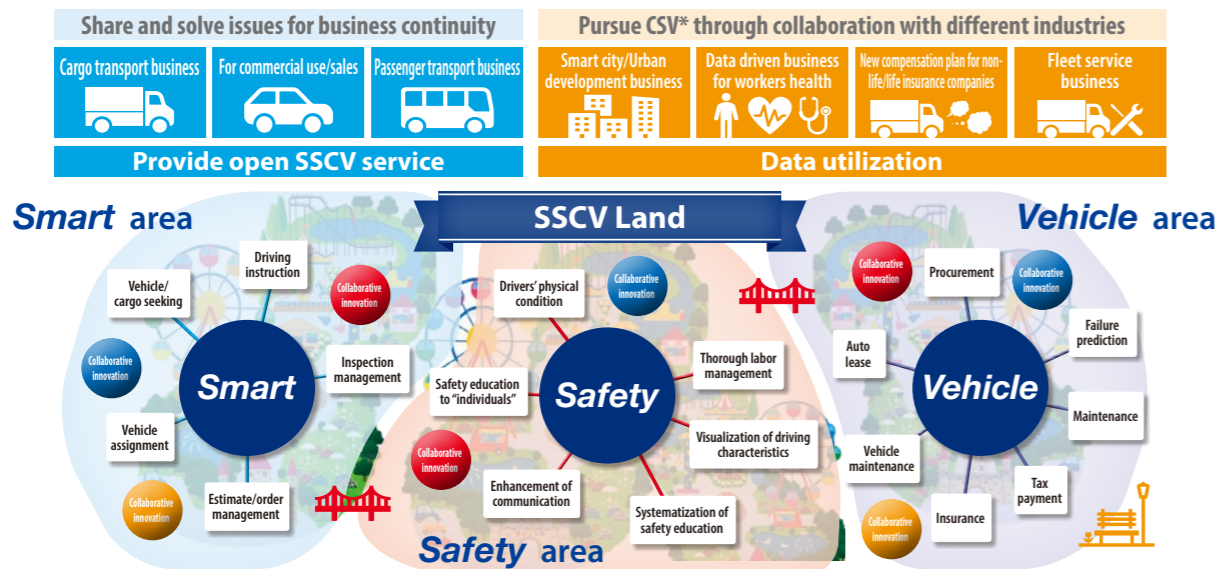 Share and solve issues for business continuity
Pursue CSV* through collaboration with different industries
Cargo transport business
For commercial use/sales
Passenger transport business
Smart city/Urban
development business
Data driven business
for workers health
New compensation plan for non-
life/life insurance companies
Fleet service
business
Provide open SSCV service
Data utilization
SSCV Land
Smart area
Driving
instruction
Vehicle/
cargo seeking
Collaborative
innovation
Collaborative
innovation
Inspection
management
Smart
Vehicle
assignment
Collaborative
innovation
Estimate/order
management
Drivers' physical
condition
Collaborative
innovation
Thorough labor
management
Safety education
to “individuals”
Safety
Visualization of driving
characteristics
Collaborative
innovation
Enhancement of
communication
Systematization of
safety education
Safety area
Vehicle area
Collaborative
innovation
Procurement
Collaborative
innovation
Failure
prediction
Auto
lease
Vehicle
Maintenance
Vehicle
maintenance
Tax
payment
Insurance
Collaborative
innovation